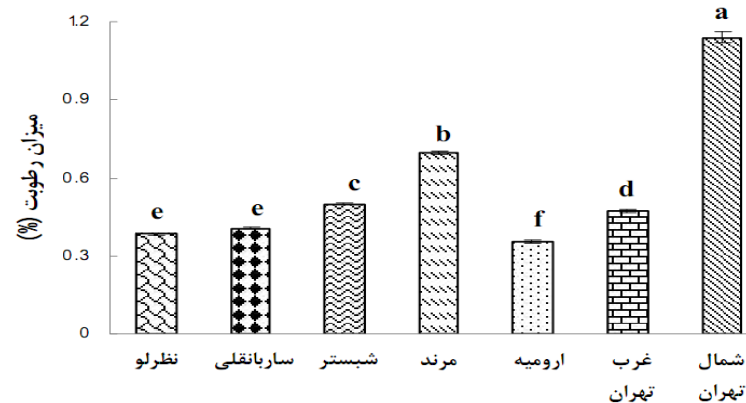 میزان رطوبت (%)
1.2
0.9
0.6
0.3
0
e
e
c
b
f
d
a
نظرلو
ساربانقلی
شبستر
مرند
ارومیه
غرب
تهران
شمال
تهران